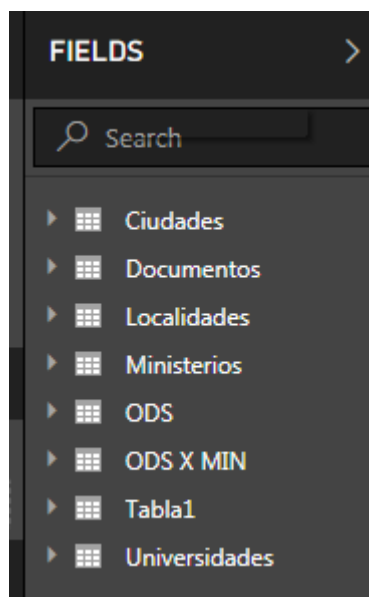 FIELDS
Search
Ciudades
Documentos
Localidades
Ministerios
ODS
ODS X MIN
Tabla1
Universidades